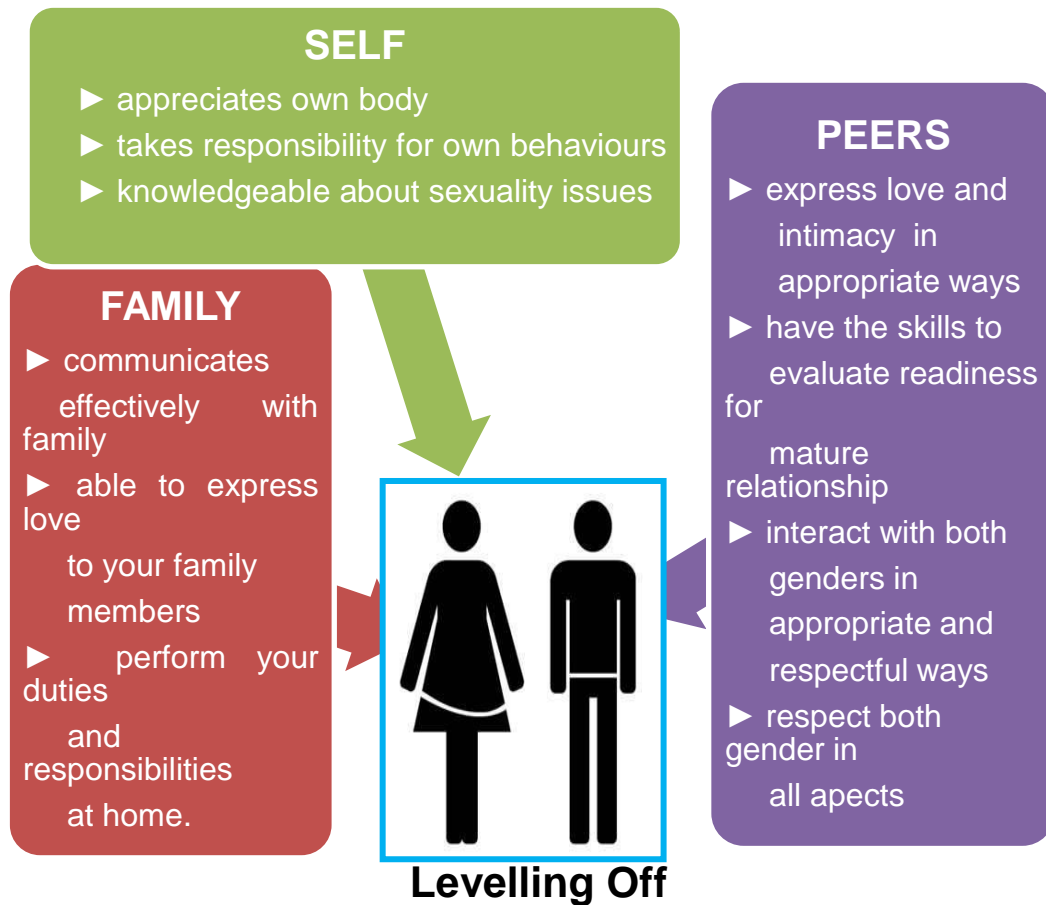 SELF
► appreciates own body
► takes responsibility for own behaviours
► knowledgeable about sexuality issues
FAMILY
► communicates
effectively with
family
► able to express
love
to your family
members
► perform your
duties
and
responsibilities
at home.
PEERS
► express love and
intimacy in
appropriate ways
► have the skills to
evaluate readiness
for
mature
relationship
► interact with both
genders in
appropriate and
respectful ways
► respect both
gender in
all apects
Levelling Off